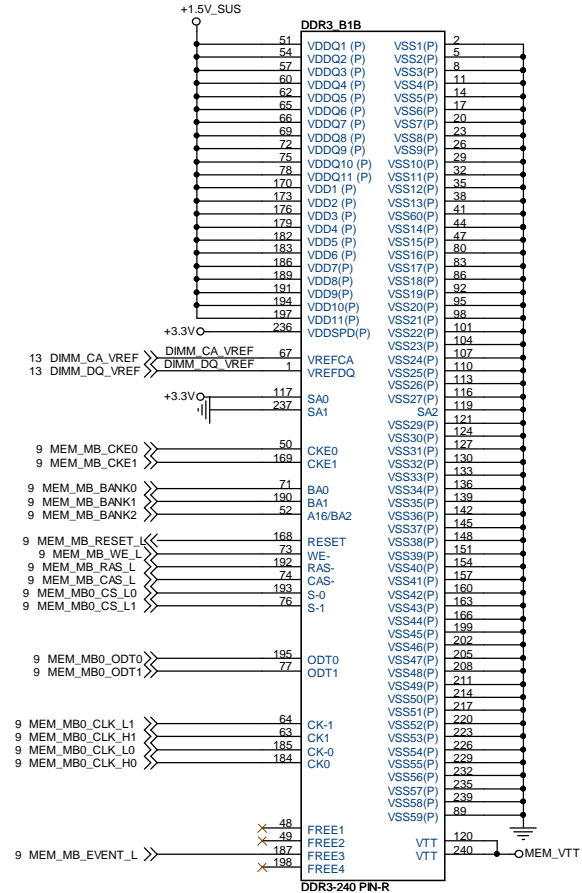 +1.5V_SUS
DDR3_B1B
51 VDDQ1 (P) VSS1(P) 2
54 VDDQ2 (P) VSS2(P) 5
57 VDDQ3 (P) VSS3(P) 8
60 VDDQ4 (P) VSS4(P) 11
62 VDDQ5 (P) VSS5(P) 14
65 VDDQ6 (P) VSS6(P) 17
66 VDDQ7 (P) VSS7(P) 20
69 VDDQ8 (P) VSS8(P) 23
72 VDDQ9 (P) VSS9(P) 26
75 VDDQ10 (P) VSS10(P) 29
78 VDDQ11 (P) VSS11(P) 32
170 VDD1 (P) VSS12(P) 35
173 VDD2 (P) VSS13(P) 38
176 VDD3 (P) VSS60(P) 41
179 VDD4 (P) VSS14(P) 44
182 VDD5 (P) VSS15(P) 47
183 VDD6 (P) VSS16(P) 80
186 VDD7(P) VSS17(P) 83
189 VDD8(P) VSS18(P) 86
191 VDD9(P) VSS19(P) 92
194 VDD10(P) VSS20(P) 95
197 VDD11(P) VSS21(P) 98
+3.3V 236 VDDSPD(P) VSS22(P) 101
VSS23(P) 104
13 DIMM_CA_VREF DIMM_CA_VREF 67 VREFCA VSS24(P) 107
13 DIMM_DQ_VREF DIMM_DQ_VREF 1 VREFDQ VSS25(P) 110
VSS26(P) 113
+3.3V 117 SA0 VSS27(P) 116
237 SA1 SA2 119
VSS29(P) 121
VSS30(P) 124
9 MEM_MB_CKE0 50 CKE0 VSS31(P) 127
9 MEM_MB_CKE1 169 CKE1 VSS32(P) 130
VSS33(P) 133
9 MEM_MB_BANK0 71 BA0 VSS34(P) 136
9 MEM_MB_BANK1 190 BA1 VSS35(P) 139
9 MEM_MB_BANK2 52 A16/BA2 VSS36(P) 142
VSS37(P) 145
9 MEM_MB_RESET_L 168 RESET VSS38(P) 148
9 MEM_MB_WE_L 73 WE- VSS39(P) 151
9 MEM_MB_RAS_L 192 RAS- VSS40(P) 154
9 MEM_MB_CAS_L 74 CAS- VSS41(P) 157
9 MEM_MB0_CS_L0 193 S-0 VSS42(P) 160
9 MEM_MB0_CS_L1 76 S-1 VSS43(P) 163
VSS44(P) 166
VSS45(P) 199
VSS46(P) 202
9 MEM_MB0_ODT0 195 ODT0 VSS47(P) 205
9 MEM_MB0_ODT1 77 ODT1 VSS48(P) 208
VSS49(P) 211
VSS50(P) 214
VSS51(P) 217
9 MEM_MB0_CLK_L1 64 CK-1 VSS52(P) 220
9 MEM_MB0_CLK_H1 63 CK1 VSS53(P) 223
9 MEM_MB0_CLK_L0 185 CK-0 VSS54(P) 226
9 MEM_MB0_CLK_H0 184 CK0 VSS55(P) 229
VSS56(P) 232
VSS57(P) 235
VSS58(P) 239
VSS59(P) 89
48 FREE1
49 FREE2 VTT 120
9 MEM_MB_EVENT_L 187 FREE3 VTT 240 MEM_VTT
198 FREE4
DDR3-240 PIN-R